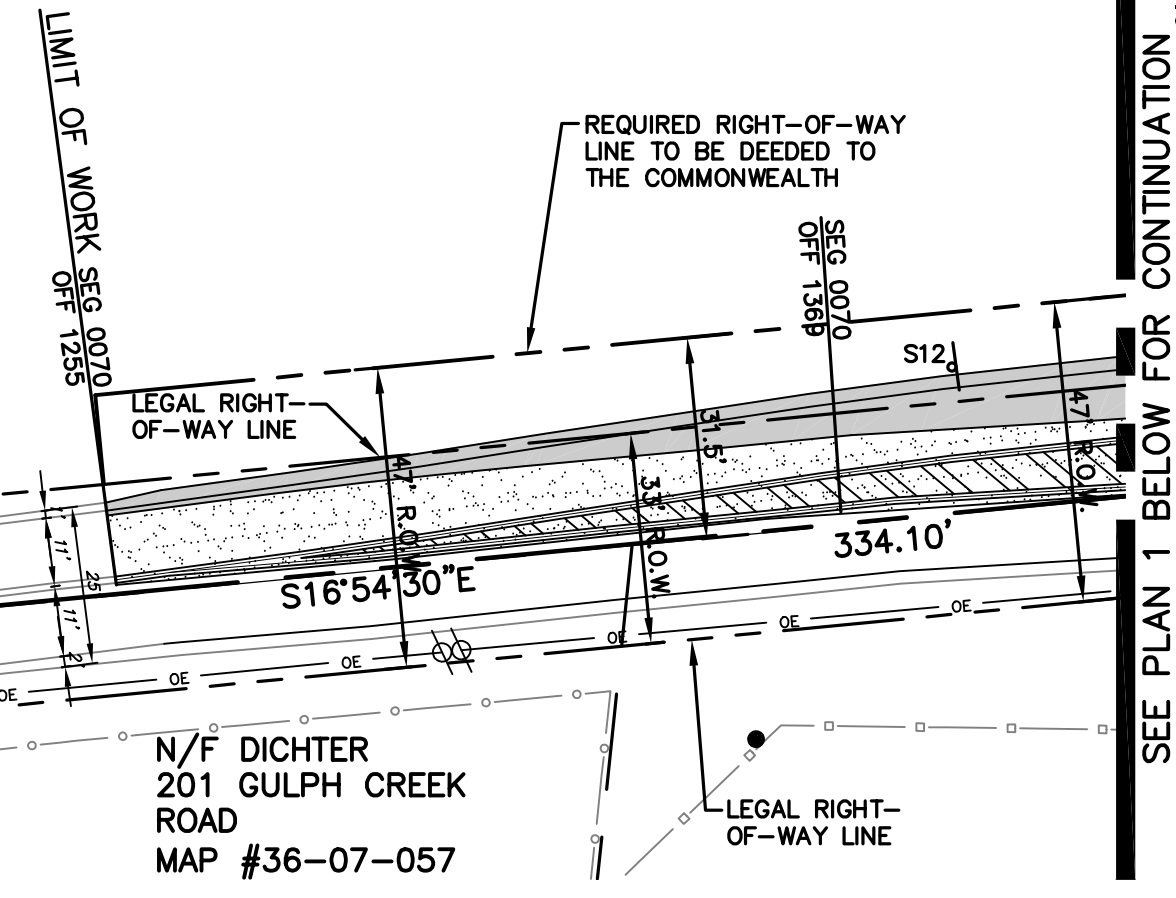 LIMIT OF WORK SEG 0070
OFF 1255
REQUIRED RIGHT-OF-WAY
LINE TO BE DEEDED TO
THE COMMONWEALTH
SEG 0070
OFF 136
S12
LEGAL RIGHT-
OF-WAY LINE
47' R.O.W.
31.5'
33' R.O.W.
47' R.O.W.
11'
25
11'
2'
334.10'
S16°54'30"E
OE
OE
OE
OE
OE
OE
N/F DICHTER
201 GULPH CREEK
ROAD
MAP #36-07-057
LEGAL RIGHT-
OF-WAY LINE
SEE PLAN 1 BELOW FOR CONTINUATION